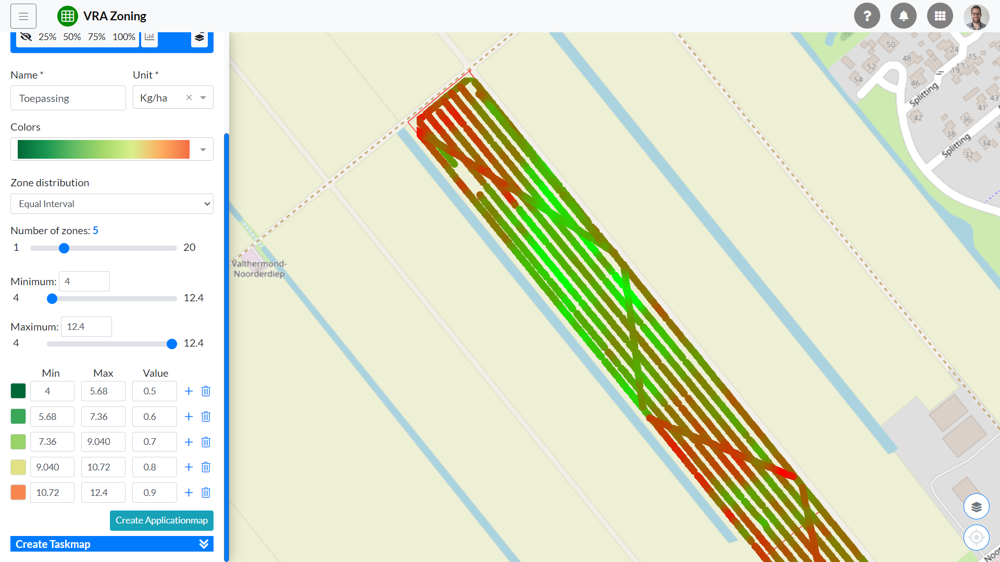 VRA Zoning
?
25% 50% 75% 100%
Name * Unit *
Toepassing Kg/ha
Colors
Zone distribution
Equal Interval
Number of zones: 5
1 20
Minimum: 4
4 12.4
Maximum: 12.4
4 12.4
Min Max Value
4 5.68 0.5
5.68 7.36 0.6
7.36 9.040 0.7
9.040 10.72 0.8
10.72 12.4 0.9
Create Applicationmap
Create Taskmap
Valthermond-
Noorderdiep
50
24
48
15
52
19
54
46
Splitting
43
41
42
36
38
34
Splitting
32